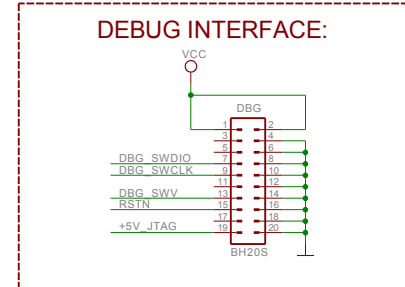 DEBUG INTERFACE:
VCC
DBG
1 2
3 4
5 6
DBG_SWDIO 7 8
DBG_SWCLK 9 10
11 12
DBG_SWV 13 14
RSTN 15 16
17 18
+5V_JTAG 19 20
BH20S